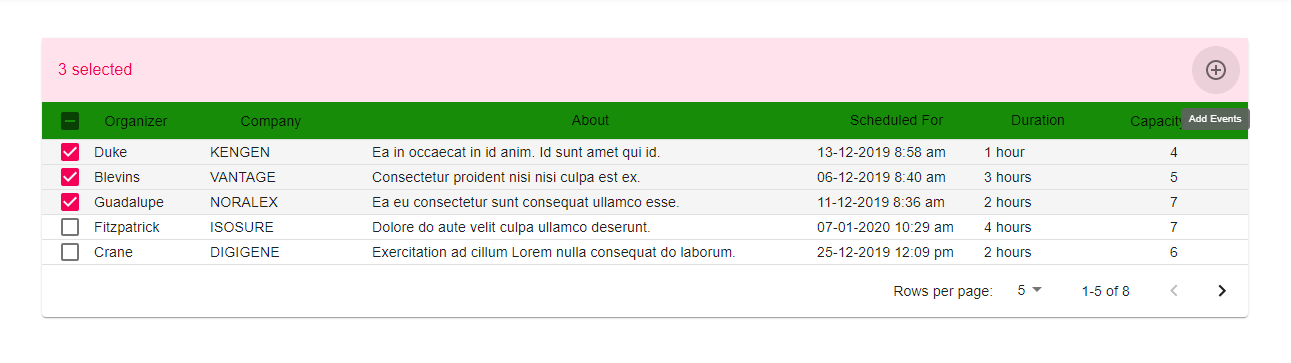 3 selected
Organizer Company About Scheduled For Duration Capacity Add Events
Duke KENGEN Ea in occaecat in id anim. Id sunt amet qui id. 13-12-2019 8:58 am 1 hour 4
Blevins VANTAGE Consectetur proident nisi nisi culpa est ex. 06-12-2019 8:40 am 3 hours 5
Guadalupe NORALEX Ea eu consectetur sunt consequat ullamco esse. 11-12-2019 8:36 am 2 hours 7
Fitzpatrick ISOSURE Dolore do aute velit culpa ullamco deserunt. 07-01-2020 10:29 am 4 hours 7
Crane DIGIGENE Exercitation ad cillum Lorem nulla consequat do laborum. 25-12-2019 12:09 pm 2 hours 6
Rows per page: 5 1-5 of 8